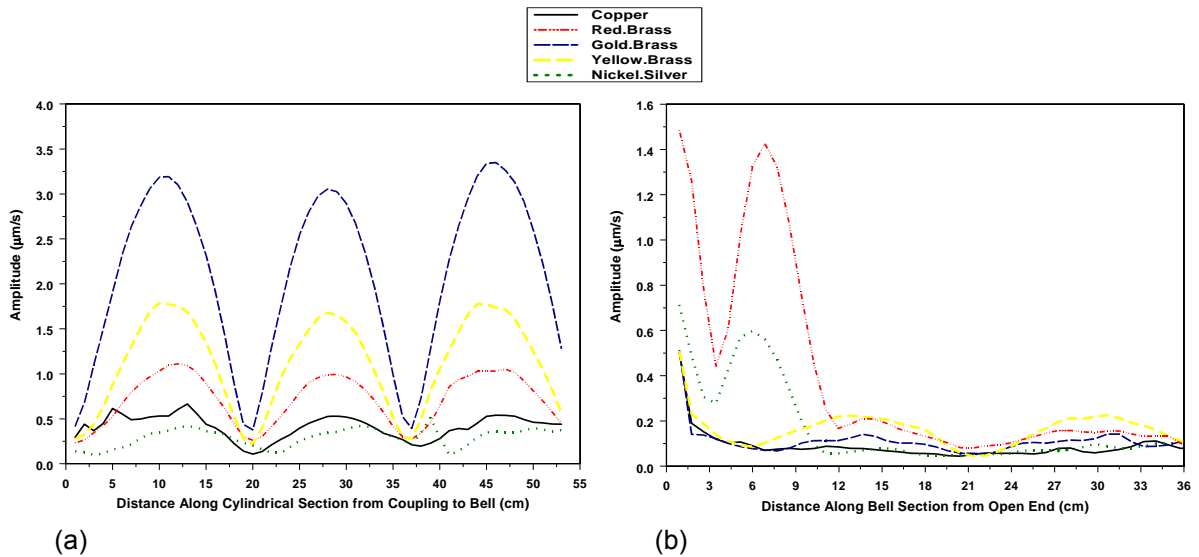 Copper
Red.Brass
Gold.Brass
Yellow.Brass
Nickel.Silver
4.0
3.5
3.0
2.5
2.0
1.5
1.0
0.5
0.0
Amplitude (µm/s)
0 5 10 15 20 25 30 35 40 45 50 55
Distance Along Cylindrical Section from Coupling to Bell (cm)
(a)
1.6
1.4
1.2
1.0
0.8
0.6
0.4
0.2
0.0
Amplitude (µm/s)
0 3 6 9 12 15 18 21 24 27 30 33 36
Distance Along Bell Section from Open End (cm)
(b)